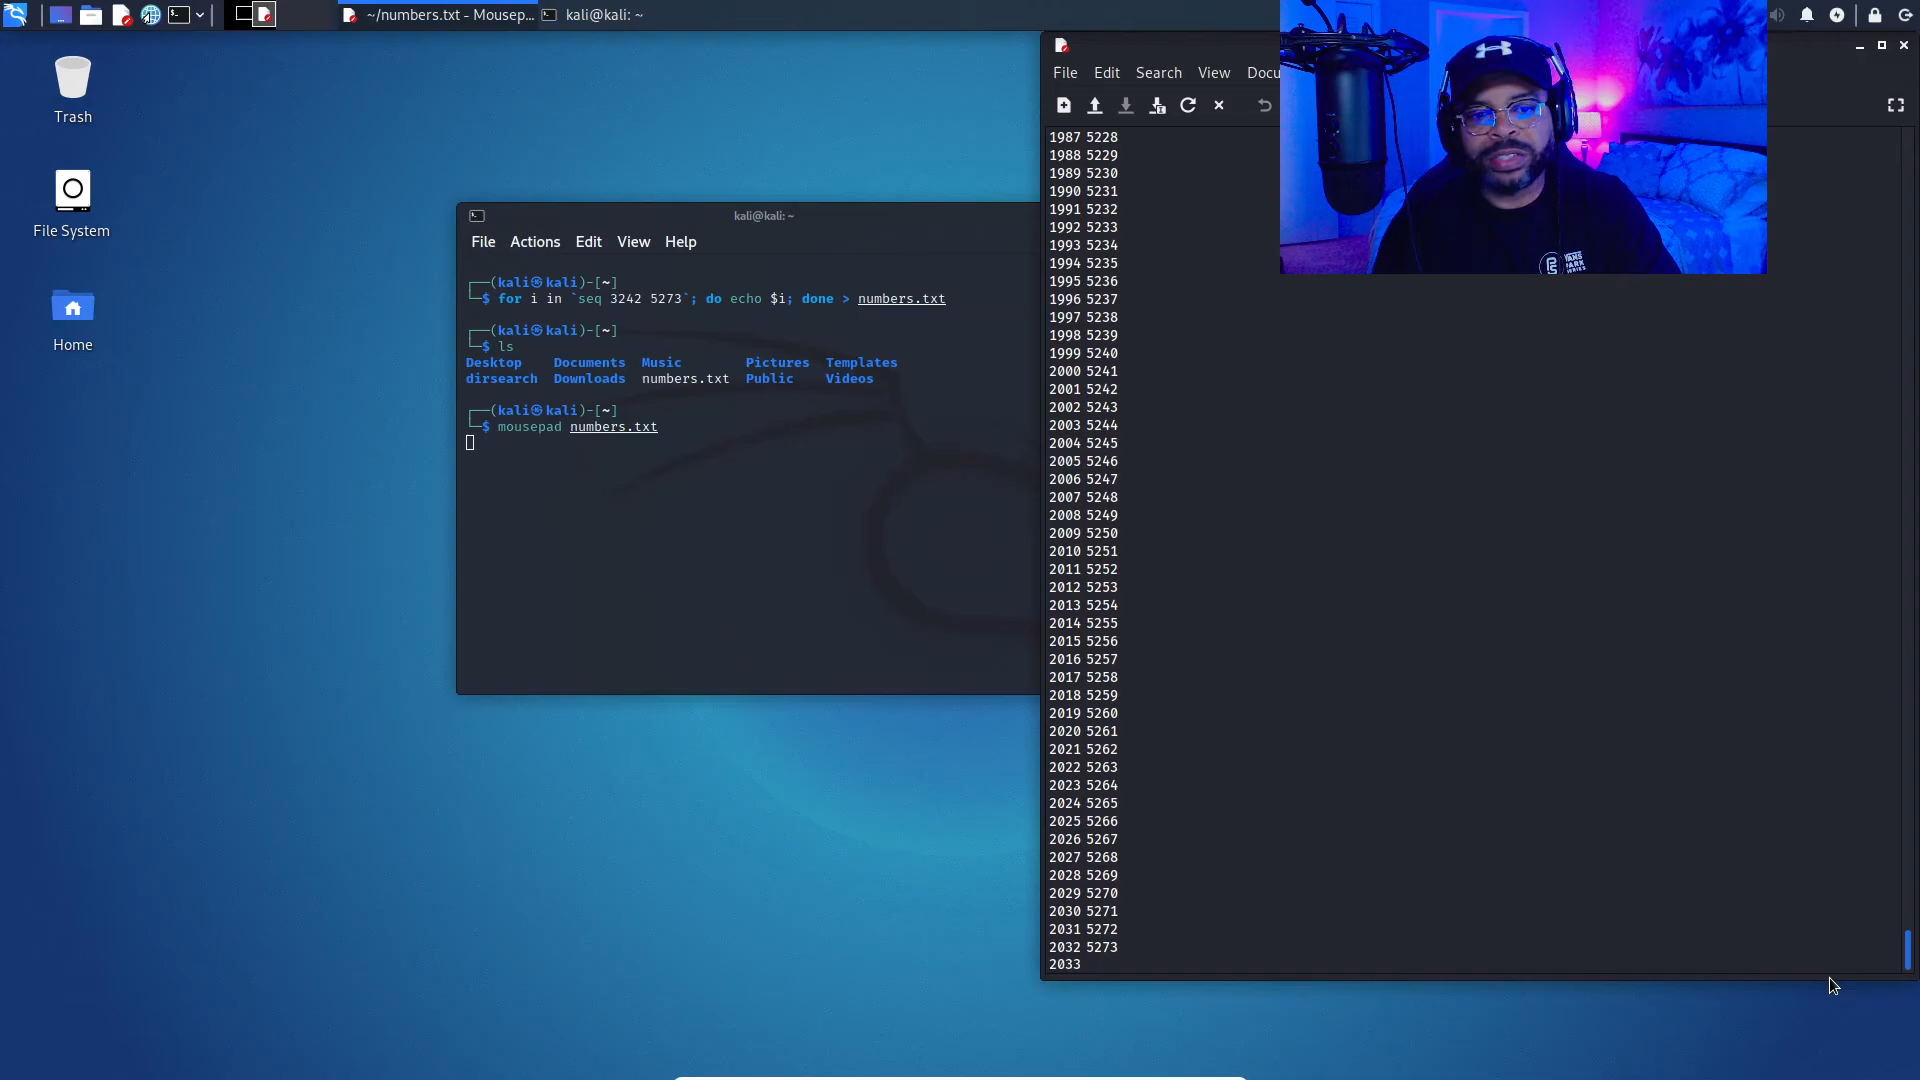 ~/numbers.txt - Mousep...
kali@kali: ~
Trash
File System
Home
kali@kali: ~
File Actions Edit View Help
┌──(kali㉿kali)-[~]
└─$ for i in `seq 3242 5273`; do echo $i; done > numbers.txt
┌──(kali㉿kali)-[~]
└─$ ls
Desktop Documents Music Pictures Templates
dirsearch Downloads numbers.txt Public Videos
┌──(kali㉿kali)-[~]
└─$ mousepad numbers.txt
File Edit Search View Docu
1987 5228
1988 5229
1989 5230
1990 5231
1991 5232
1992 5233
1993 5234
1994 5235
1995 5236
1996 5237
1997 5238
1998 5239
1999 5240
2000 5241
2001 5242
2002 5243
2003 5244
2004 5245
2005 5246
2006 5247
2007 5248
2008 5249
2009 5250
2010 5251
2011 5252
2012 5253
2013 5254
2014 5255
2015 5256
2016 5257
2017 5258
2018 5259
2019 5260
2020 5261
2021 5262
2022 5263
2023 5264
2024 5265
2025 5266
2026 5267
2027 5268
2028 5269
2029 5270
2030 5271
2031 5272
2032 5273
2033